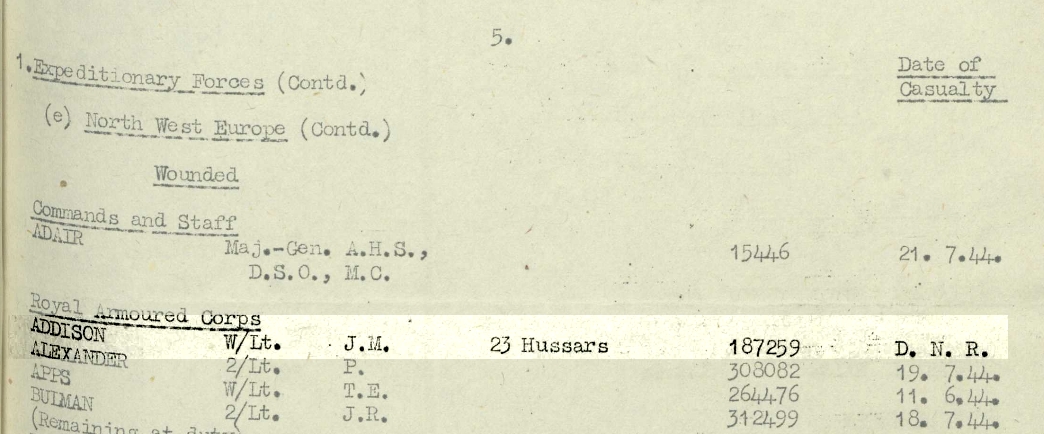 5.
1. Expeditionary Forces (Contd.) Date of
Casualty
(e) North West Europe (Contd.)
Wounded
Commands and Staff
ADAIR Maj.-Gen. A.H.S., 15446 21. 7.44.
D.S.O., M.C.
Royal Armoured Corps
ADDISON W/Lt. J.M. 23 Hussars 187259 D. N. R.
ALEXANDER 2/Lt. P. 308082 19. 7.44.
APPS W/Lt. T.E. 264476 11. 6.44.
BULMAN 2/Lt. J.R. 312499 18. 7.44.
(Remaining at duty